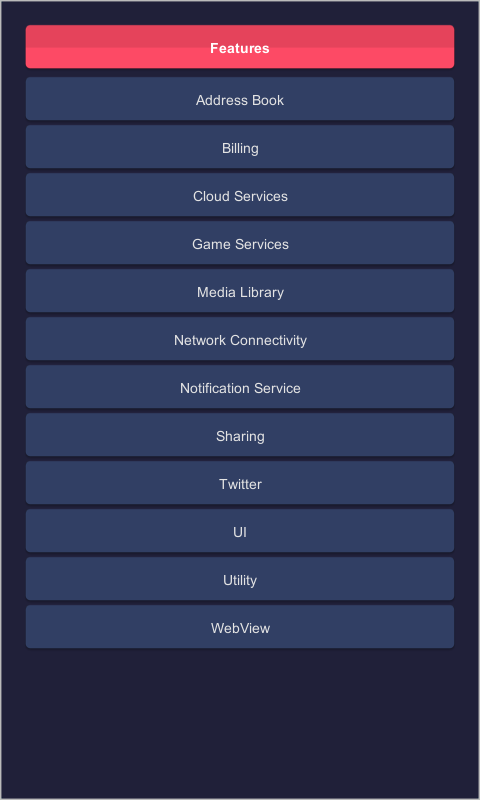 Features
Address Book
Billing
Cloud Services
Game Services
Media Library
Network Connectivity
Notification Service
Sharing
Twitter
UI
Utility
WebView